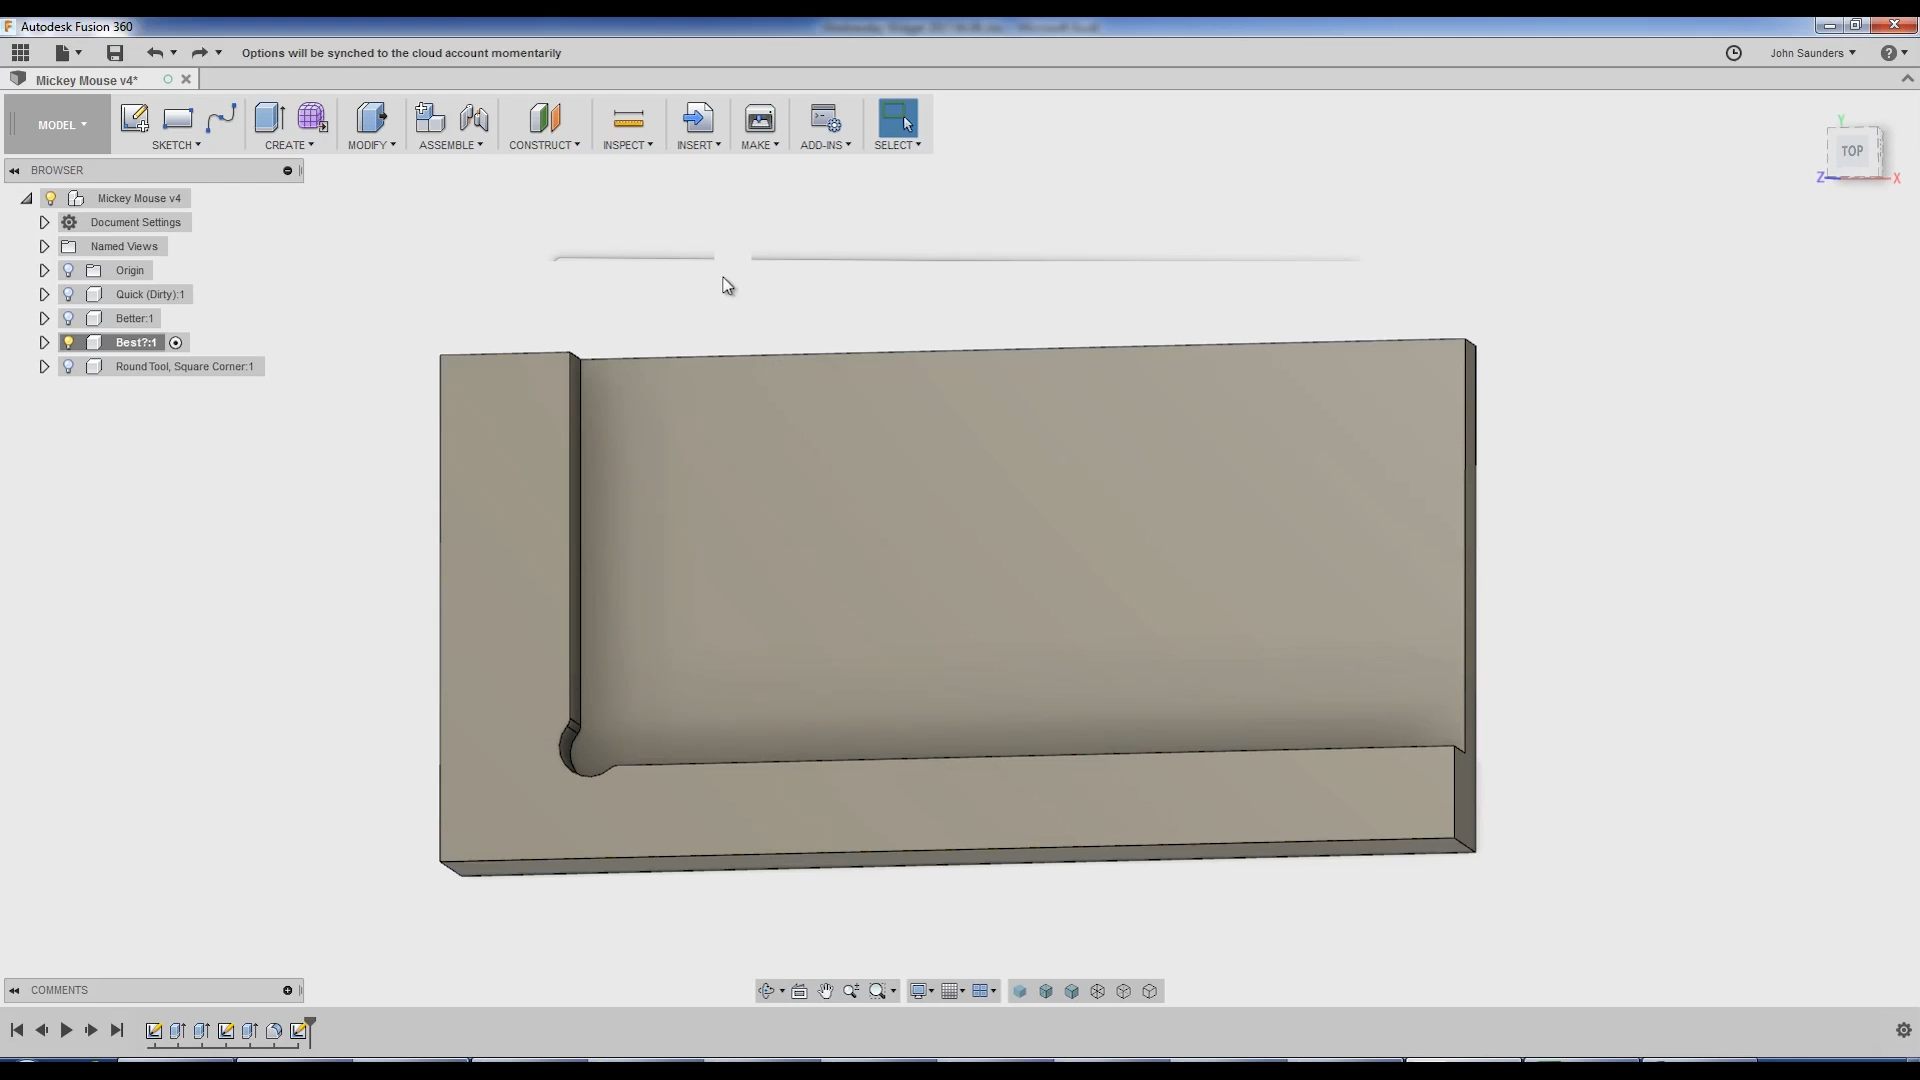 Autodesk Fusion 360
Options will be synched to the cloud account momentarily
John Saunders
Mickey Mouse v4*
MODEL
SKETCH
CREATE
MODIFY
ASSEMBLE
CONSTRUCT
INSPECT
INSERT
MAKE
ADD-INS
SELECT
TOP
Y
Z
X
BROWSER
Mickey Mouse v4
Document Settings
Named Views
Origin
Quick (Dirty):1
Better:1
Best?:1
Round Tool, Square Corner:1
COMMENTS